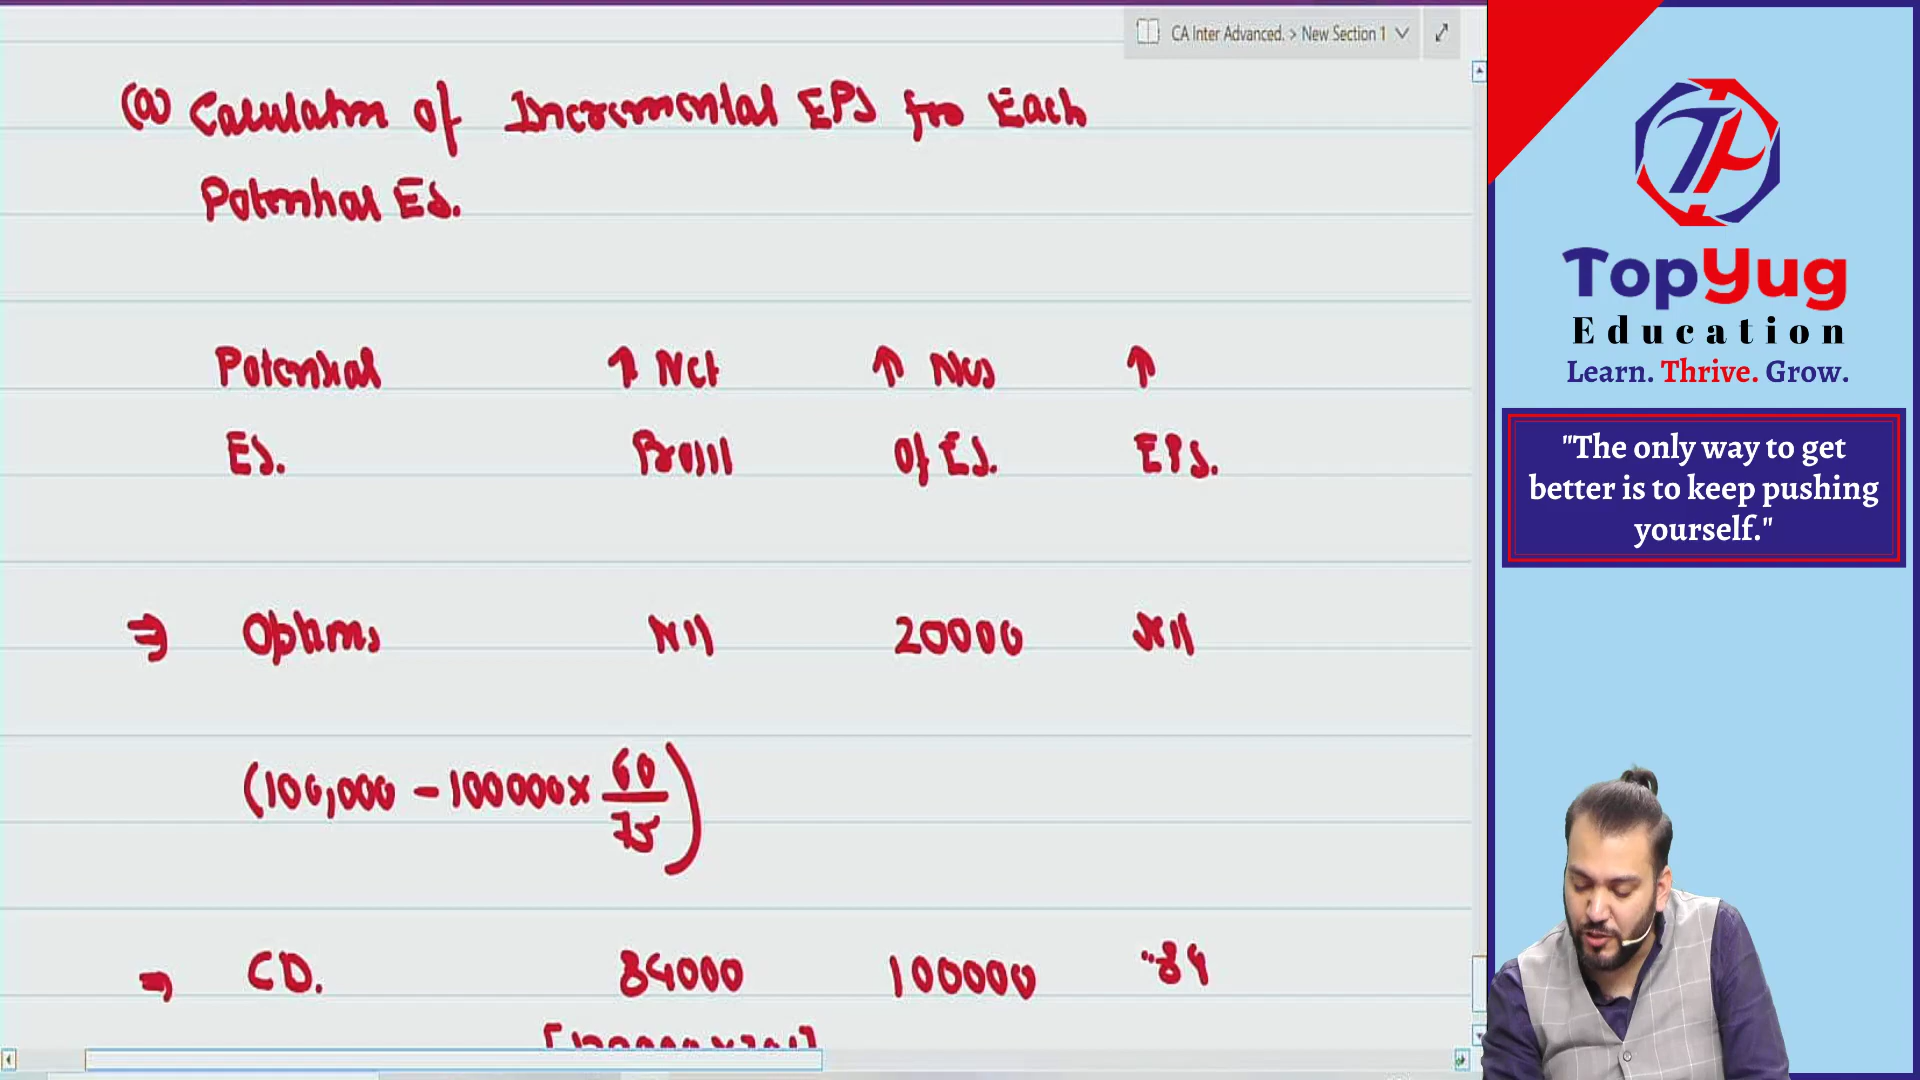 CA Inter Advanced. > New Section 1
(a) Calculation of Incremental EPS for Each
Potential ES.
Potential ↑ Net ↑ Nos ↑
ES. Profit of ES. EPS.
⇒ Options Nil 20000 Nil
(100,000 - 100000 × 60/75)
⇒ CD. 84000 100000 .84
TopYug
Education
Learn. Thrive. Grow.
"The only way to get
better is to keep pushing
yourself."